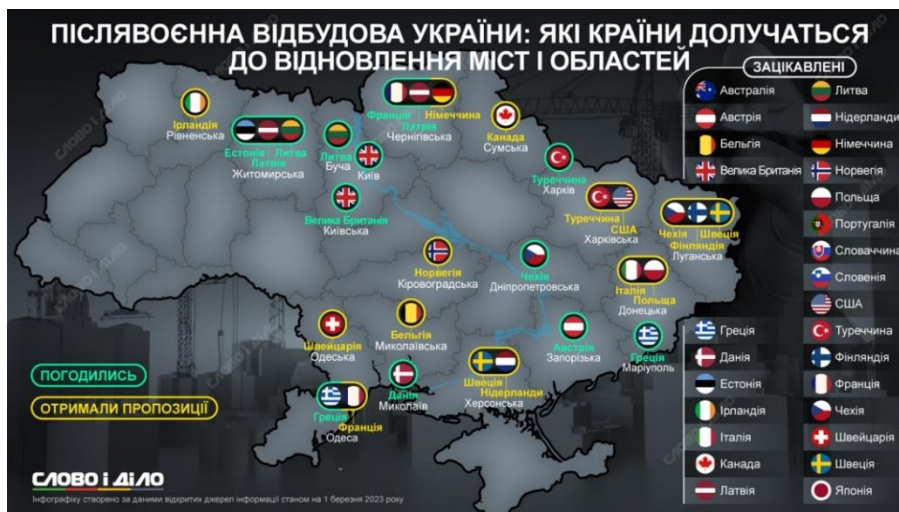 ПІСЛЯВОЄННА ВІДБУДОВА УКРАЇНИ: ЯКІ КРАЇНИ ДОЛУЧАТЬСЯ
ДО ВІДНОВЛЕННЯ МІСТ І ОБЛАСТЕЙ
Ірландія
Рівненська
Естонія
Литва
Латвія
Житомирська
Литва
Буча
Київ
Велика Британія
Київська
Франція
Німеччина
Латвія
Чернігівська
Канада
Сумська
Туреччина
Харків
Туреччина
США
Харківська
Чехія
Швеція
Фінляндія
Луганська
Норвегія
Кіровоградська
Чехія
Дніпропетровська
Італія
Польща
Донецька
Швейцарія
Одеська
Бельгія
Миколаївська
Австрія
Запорізька
Греція
Маріуполь
Данія
Миколаїв
Швеція
Нідерланди
Херсонська
Греція
Франція
Одеса
ПОГОДИЛИСЬ
ОТРИМАЛИ ПРОПОЗИЦІЇ
ЗАЦІКАВЛЕНІ
Австралія
Австрія
Бельгія
Велика Британія
Греція
Данія
Естонія
Ірландія
Італія
Канада
Латвія
Литва
Нідерланди
Німеччина
Норвегія
Польща
Португалія
Словаччина
Словенія
США
Туреччина
Фінляндія
Франція
Чехія
Швейцарія
Швеція
Японія
СЛОВО І ДІЛО
Інфографіку створено за даними відкритих джерел інформації станом на 1 березня 2023 року